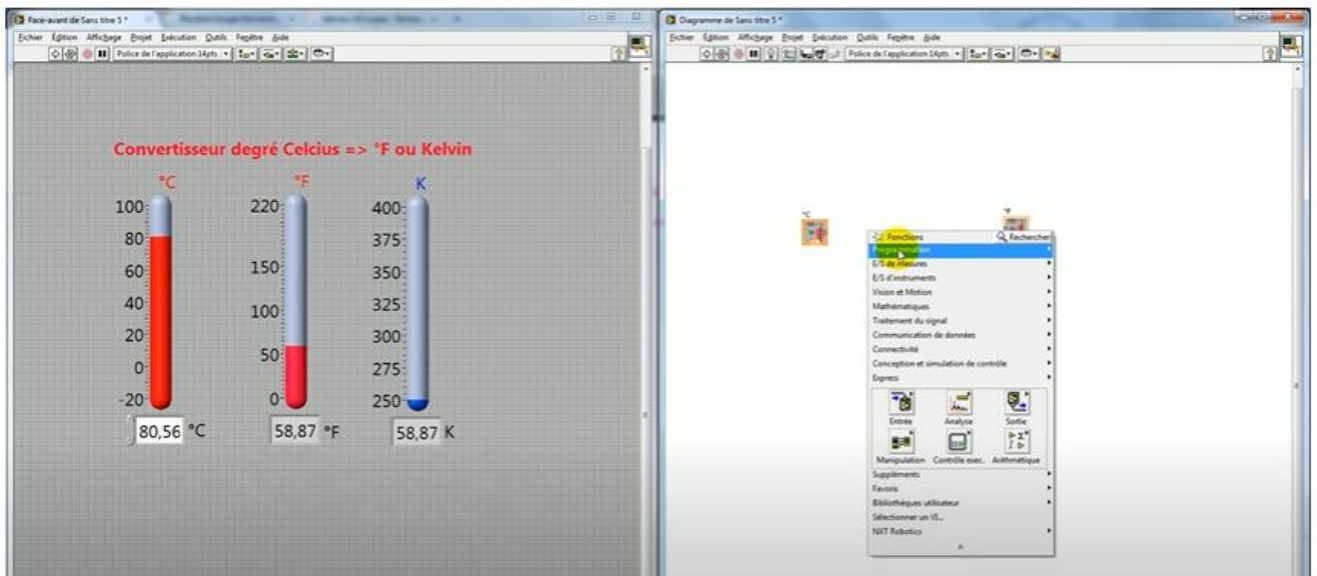 Face-avant de Sans titre 5 *
Fichier Édition Affichage Projet Exécution Outils Fenêtre Aide
Police de l'application 14pts
Convertisseur degré Celcius => °F ou Kelvin
°C °F K
100 220 400
80 375
60 150 350
40 100 325
20 300
0 50 275
-20 0 250
80,56 °C 58,87 °F 58,87 K
Diagramme de Sans titre 5 *
Fichier Édition Affichage Projet Exécution Outils Fenêtre Aide
Police de l'application 14pts
°C °F
Fonctions Rechercher
Programmation
E/S de mesures
E/S d'instruments
Vision et Motion
Mathématiques
Traitement du signal
Communication de données
Connectivité
Conception et simulation de contrôle
Express
Entrée Analyse Sortie
Manipulation Contrôle exec. Arithmétique
Suppléments
Favoris
Bibliothèques utilisateur
Sélectionner un VI...
NXT Robotics